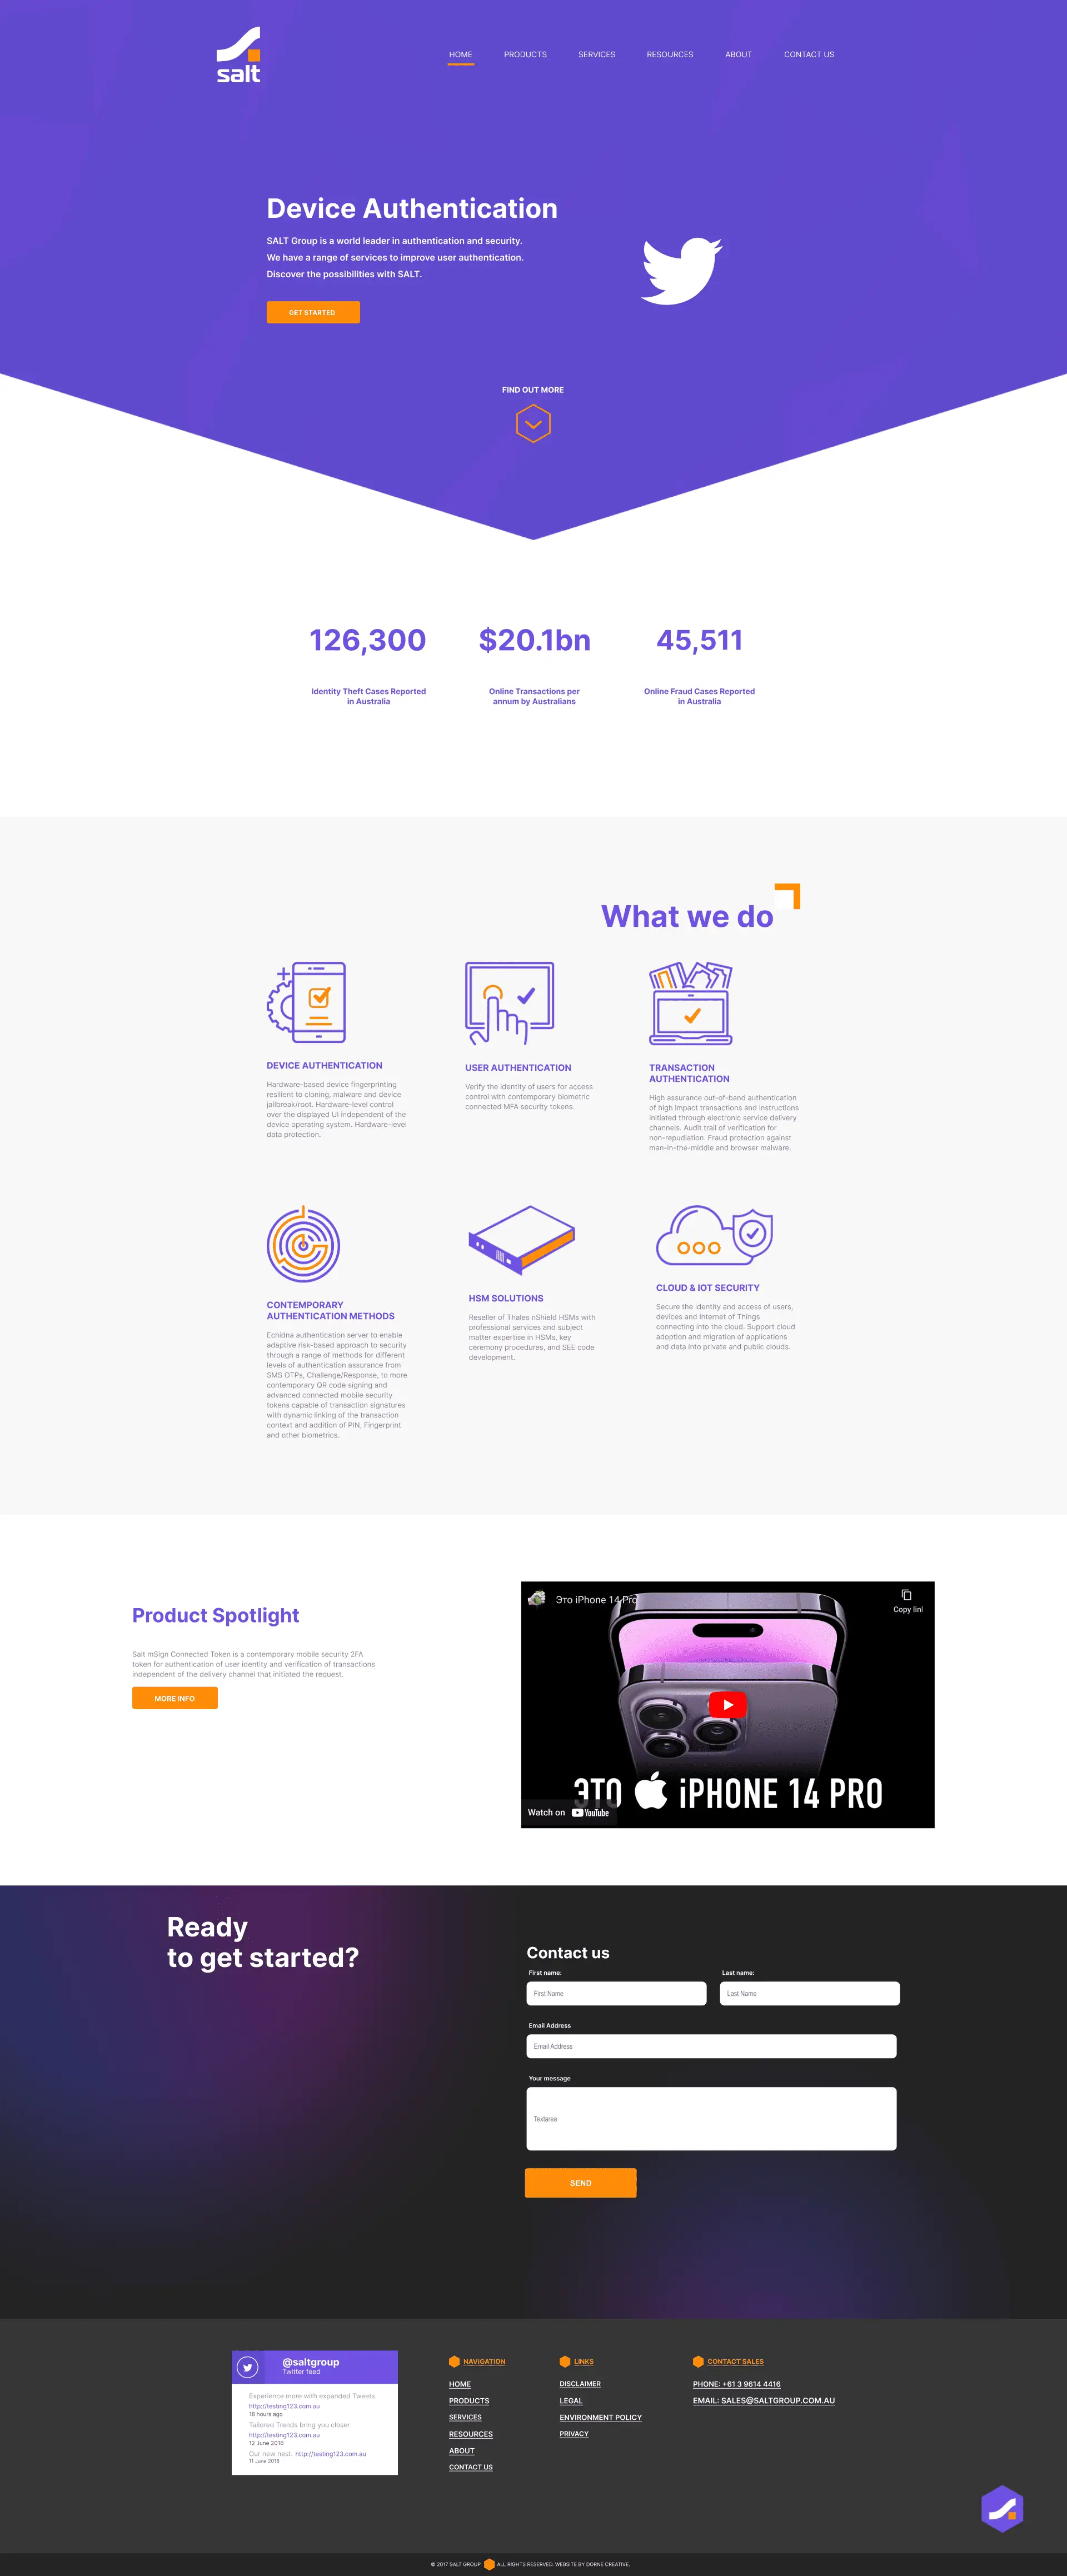 salt
HOME PRODUCTS SERVICES RESOURCES ABOUT CONTACT US
Device Authentication
SALT Group is a world leader in authentication and security.
We have a range of services to improve user authentication.
Discover the possibilities with SALT.
GET STARTED
FIND OUT MORE
126,300
Identity Theft Cases Reported
in Australia
$20.1bn
Online Transactions per
annum by Australians
45,511
Online Fraud Cases Reported
in Australia
What we do
DEVICE AUTHENTICATION
Hardware-based device fingerprinting
resilient to cloning, malware and device
jailbreak/root. Hardware-level control
over the displayed UI independent of the
device operating system. Hardware-level
data protection.
USER AUTHENTICATION
Verify the identity of users for access
control with contemporary biometric
connected MFA security tokens.
TRANSACTION
AUTHENTICATION
High assurance out-of-band authentication
of high impact transactions and instructions
initiated through electronic service delivery
channels. Audit trail of verification for
non-repudiation. Fraud protection against
man-in-the-middle and browser malware.
CONTEMPORARY
AUTHENTICATION METHODS
Echidna authentication server to enable
adaptive risk-based approach to security
through a range of methods for different
levels of authentication assurance from
SMS OTPs, Challenge/Response, to more
contemporary QR code signing and
advanced connected mobile security
tokens capable of transaction signatures
with dynamic linking of the transaction
context and addition of PIN, Fingerprint
and other biometrics.
HSM SOLUTIONS
Reseller of Thales nShield HSMs with
professional services and subject
matter expertise in HSMs, key
ceremony procedures, and SEE code
development.
CLOUD & IOT SECURITY
Secure the identity and access of users,
devices and Internet of Things
connecting into the cloud. Support cloud
adoption and migration of applications
and data into private and public clouds.
Product Spotlight
Salt mSign Connected Token is a contemporary mobile security 2FA
token for authentication of user identity and verification of transactions
independent of the delivery channel that initiated the request.
MORE INFO
Это iPhone 14 Pro
Copy link
ЭТО iPHONE 14 PRO
Watch on YouTube
Ready
to get started?
Contact us
First name: Last name:
First Name Last Name
Email Address
Email Address
Your message
Textarea
SEND
@saltgroup
Twitter feed
Experience more with expanded Tweets
http://testing123.com.au
18 hours ago
Tailored Trends bring you closer
http://testing123.com.au
12 June 2016
Our new nest. http://testing123.com.au
11 June 2016
NAVIGATION
HOME
PRODUCTS
SERVICES
RESOURCES
ABOUT
CONTACT US
LINKS
DISCLAIMER
LEGAL
ENVIRONMENT POLICY
PRIVACY
CONTACT SALES
PHONE: +61 3 9614 4416
EMAIL: SALES@SALTGROUP.COM.AU
© 2017 SALT GROUP ALL RIGHTS RESERVED. WEBSITE BY DORNE CREATIVE.